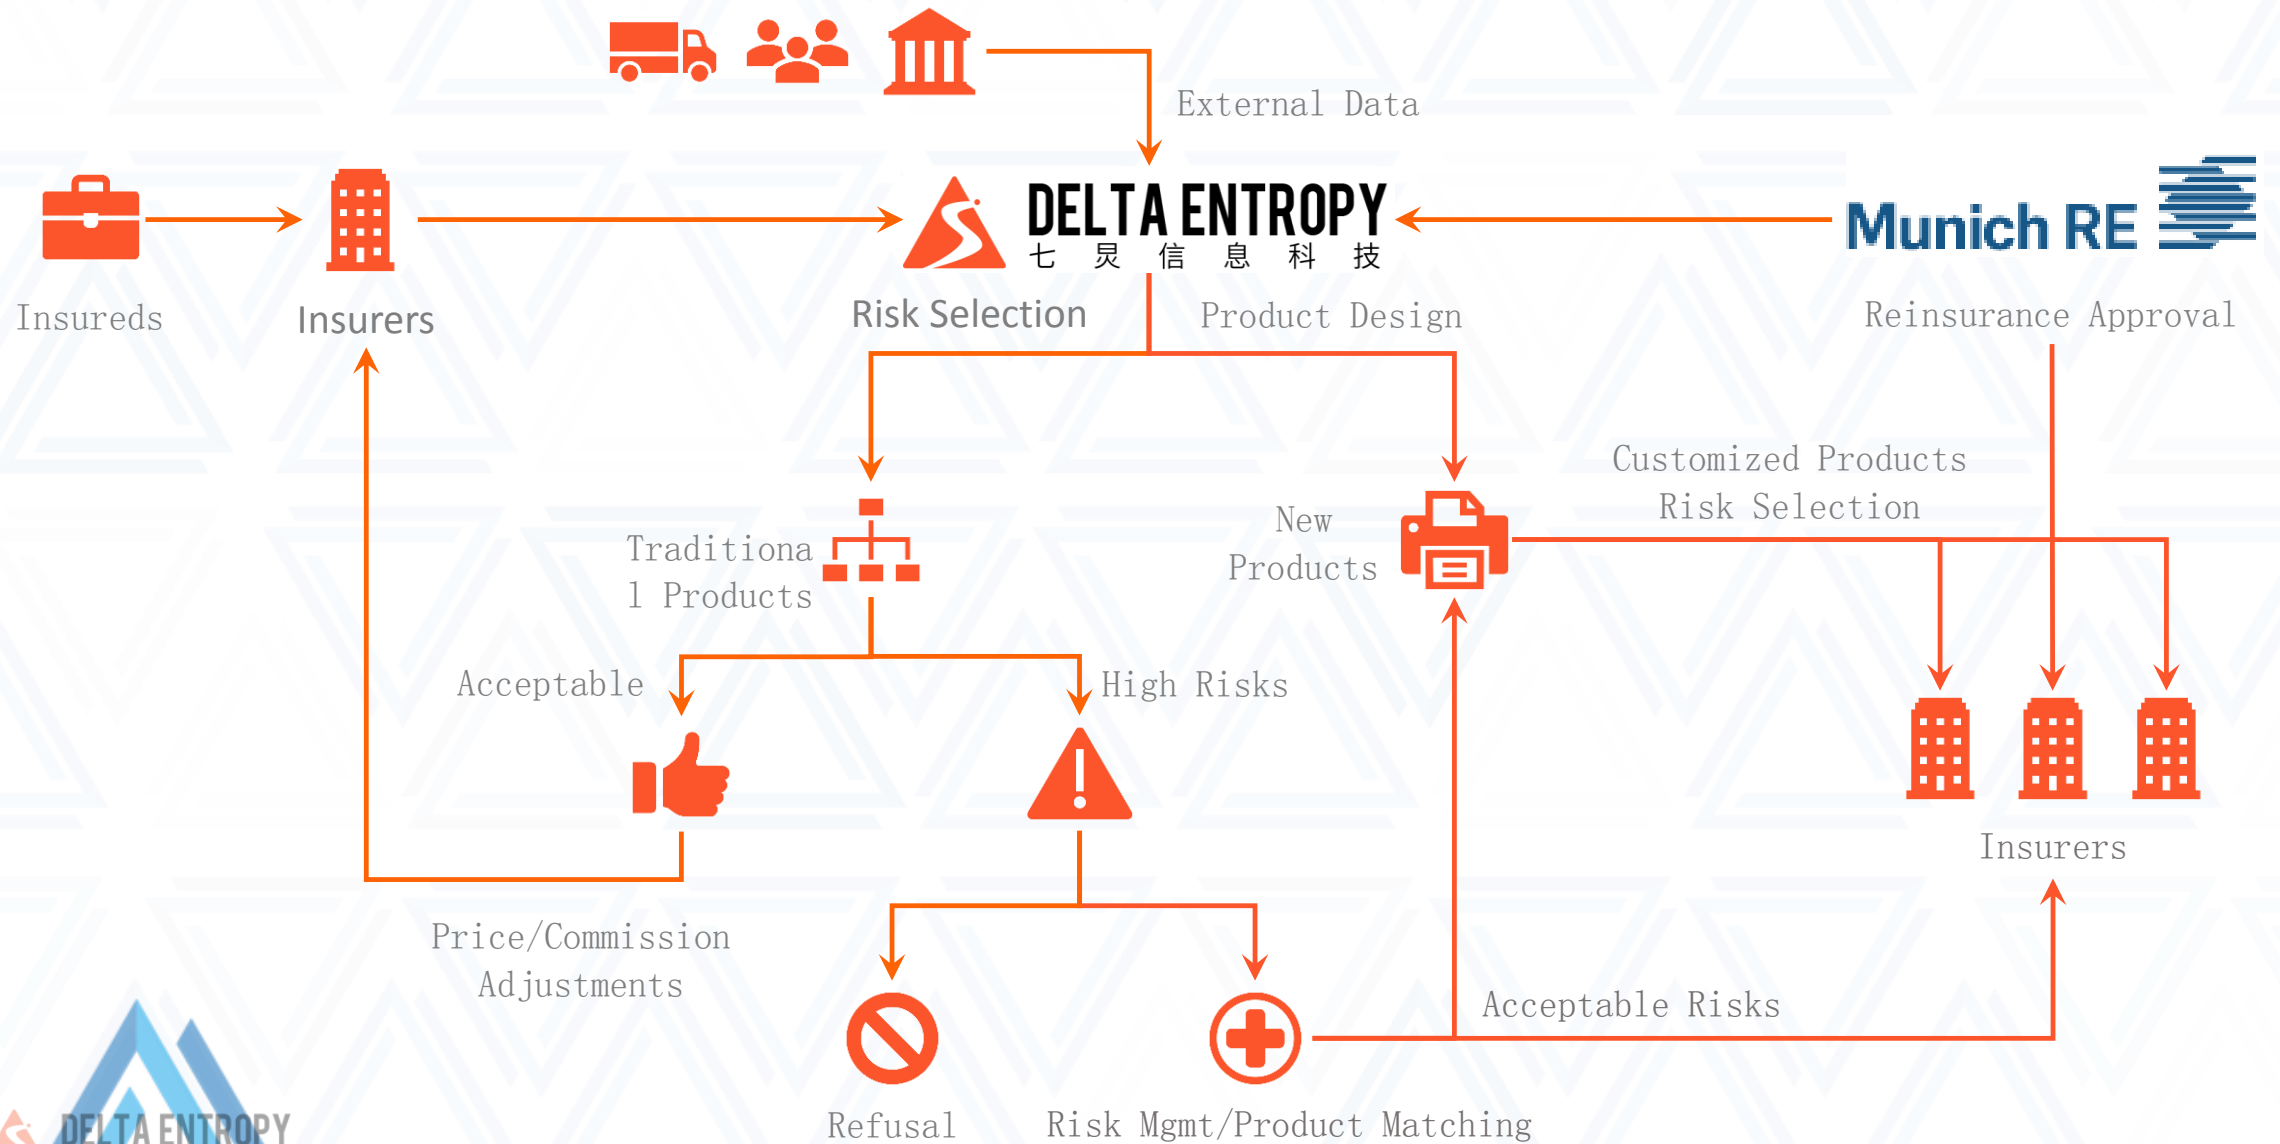 External Data
DELTA ENTROPY
七炅信息科技
Munich RE
Insureds
Insurers
Risk Selection
Product Design
Reinsurance Approval
Customized Products
Risk Selection
New
Products
Traditiona
l Products
Acceptable
High Risks
Insurers
Price/Commission
Adjustments
Acceptable Risks
Refusal
Risk Mgmt/Product Matching
DELTA ENTROPY